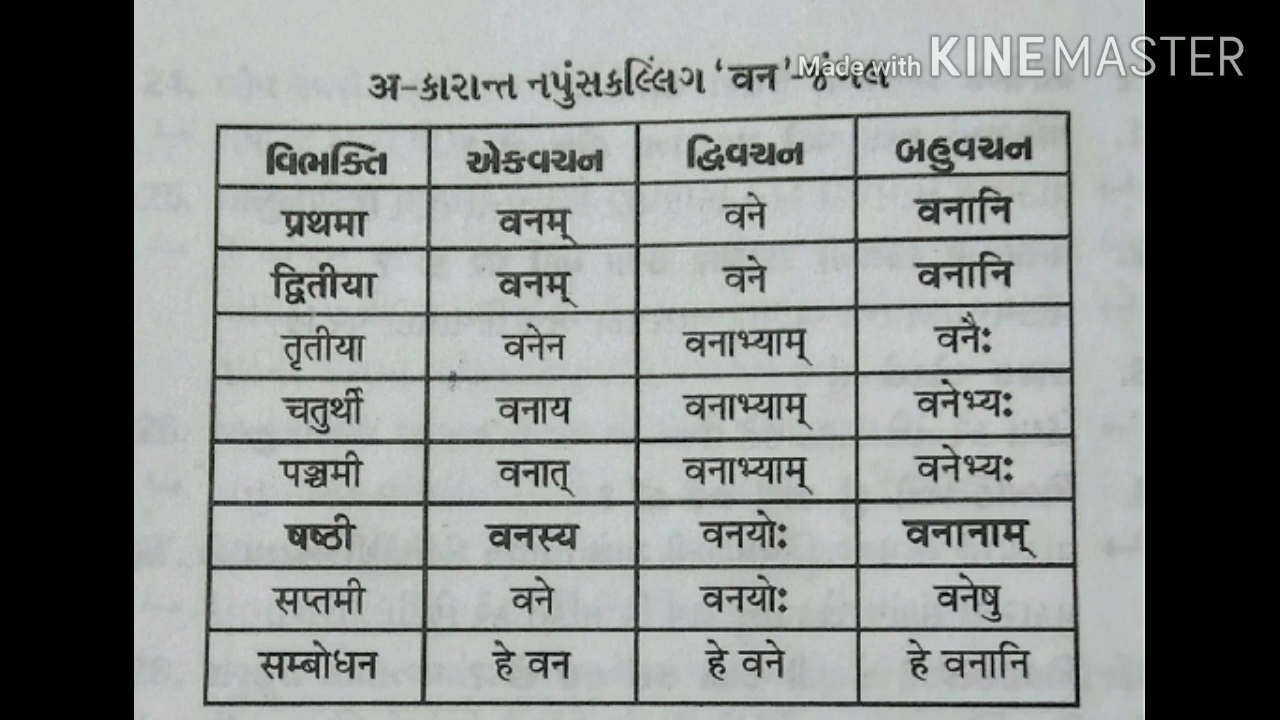 Made with KINEMASTER
અ-કારાન્ત નપુંસકલ્લિંગ ‘वन’-જંગલ
વિભક્તિ એકવચન દ્વિવચન બહુવચન
प्रथमा वनम् वने वनानि
द्वितीया वनम् वने वनानि
तृतीया वनेन वनाभ्याम् वनैः
चतुर्थी वनाय वनाभ्याम् वनेभ्यः
पञ्चमी वनात् वनाभ्याम् वनेभ्यः
षष्ठी वनस्य वनयोः वनानाम्
सप्तमी वने वनयोः वनेषु
सम्बोधन हे वन हे वने हे वनानि